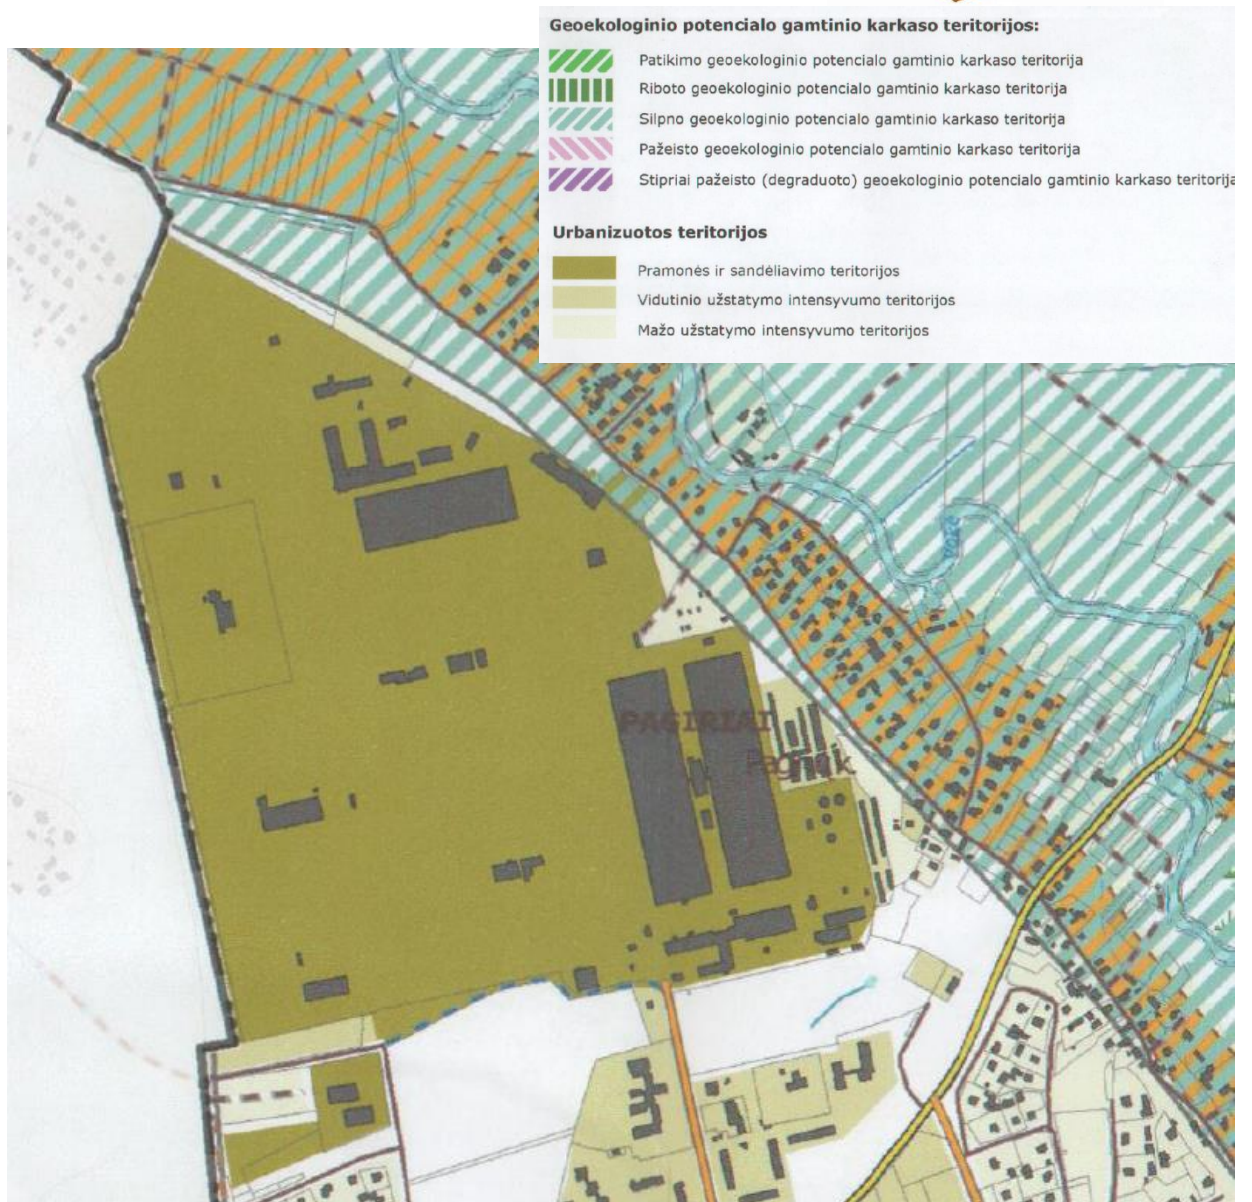 Geoekologinio potencialo gamtinio karkaso teritorijos:
Patikimo geoekologinio potencialo gamtinio karkaso teritorija
Riboto geoekologinio potencialo gamtinio karkaso teritorija
Silpno geoekologinio potencialo gamtinio karkaso teritorija
Pažeisto geoekologinio potencialo gamtinio karkaso teritorija
Stipriai pažeisto (degraduoto) geoekologinio potencialo gamtinio karkaso teritorija
Urbanizuotos teritorijos
Pramonės ir sandėliavimo teritorijos
Vidutinio užstatymo intensyvumo teritorijos
Mažo užstatymo intensyvumo teritorijos
PAGIRIAI